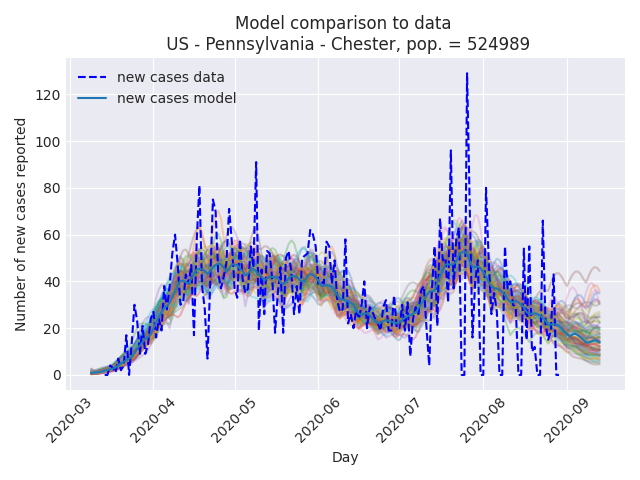 Model comparison to data
US - Pennsylvania - Chester, pop. = 524989
new cases data
new cases model
Number of new cases reported
120
100
80
60
40
20
0
2020-03
2020-04
2020-05
2020-06
2020-07
2020-08
2020-09
Day